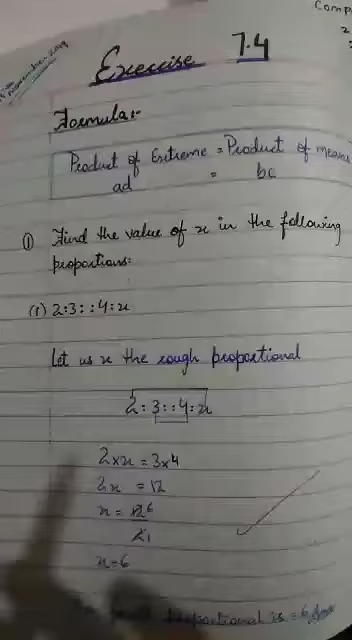 Comp
Exercise 7.4
Formula:-
Product of Extreme = Product of means
ad = bc
① Find the value of x in the following
proportions:
(i) 2:3::4:x
Let us x the rough proportional
2:3::4:x
2×x = 3×4
2x = 12
x = 12 6
2 1
x=6
proportional is = 6